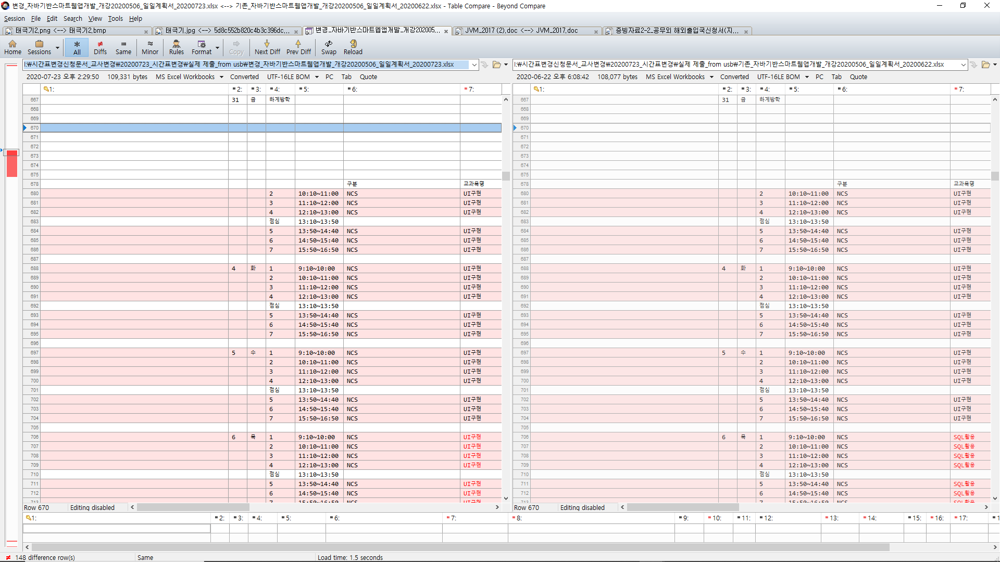 변경_자바기반스마트웹앱개발_개강20200506_일일계획서_20200723.xlsx <--> 기존_자바기반스마트웹앱개발_개강20200506_일일계획서_20200622.xlsx - Table Compare - Beyond Compare
Session File Edit Search View Tools Help
태극기2.png <--> 태극기2.bmp
태극기.jpg <--> 5d8c552b820c4b3c396dc...
변경_자바기반스마트웹앱개발_개강202005...
JVM_2017 (2).doc <--> JVM_2017.doc
증빙자료2-2_공무외 해외출입국신청서(지...
Home Sessions All Diffs Same Minor Rules Format Copy Next Diff Prev Diff Swap Reload
I:\시간표변경신청문서_교사변경\20200723_시간표변경\실제 제출_from usb\변경_자바기반스마트웹앱개발_개강20200506_일일계획서_20200723.xlsx
I:\시간표변경신청문서_교사변경\20200723_시간표변경\실제 제출_from usb\기존_자바기반스마트웹앱개발_개강20200506_일일계획서_20200622.xlsx
2020-07-23 오후 2:29:50 109,331 bytes MS Excel Workbooks Converted UTF-16LE BOM PC Tab Quote
2020-06-22 오후 6:08:42 108,077 bytes MS Excel Workbooks Converted UTF-16LE BOM PC Tab Quote
1: 2: 3: 4: 5: 6: 7: 1: 2: 3: 4: 5: 6: 7:
667 31 금 하계방학 667 31 금 하계방학
668 668
669 669
670 670
671 671
672 672
673 673
674 674
675 675
678 구분 교과목명 678 구분 교과목명
680 2 10:10~11:00 NCS UI구현 680 2 10:10~11:00 NCS UI구현
681 3 11:10~12:00 NCS UI구현 681 3 11:10~12:00 NCS UI구현
682 4 12:10~13:00 NCS UI구현 682 4 12:10~13:00 NCS UI구현
683 점심 13:10~13:50 683 점심 13:10~13:50
684 5 13:50~14:40 NCS UI구현 684 5 13:50~14:40 NCS UI구현
685 6 14:50~15:40 NCS UI구현 685 6 14:50~15:40 NCS UI구현
686 7 15:50~16:50 NCS UI구현 686 7 15:50~16:50 NCS UI구현
687 687
688 4 화 1 9:10~10:00 NCS UI구현 688 4 화 1 9:10~10:00 NCS UI구현
689 2 10:10~11:00 NCS UI구현 689 2 10:10~11:00 NCS UI구현
690 3 11:10~12:00 NCS UI구현 690 3 11:10~12:00 NCS UI구현
691 4 12:10~13:00 NCS UI구현 691 4 12:10~13:00 NCS UI구현
692 점심 13:10~13:50 692 점심 13:10~13:50
693 5 13:50~14:40 NCS UI구현 693 5 13:50~14:40 NCS UI구현
694 6 14:50~15:40 NCS UI구현 694 6 14:50~15:40 NCS UI구현
695 7 15:50~16:50 NCS UI구현 695 7 15:50~16:50 NCS UI구현
696 696
697 5 수 1 9:10~10:00 NCS UI구현 697 5 수 1 9:10~10:00 NCS UI구현
698 2 10:10~11:00 NCS UI구현 698 2 10:10~11:00 NCS UI구현
699 3 11:10~12:00 NCS UI구현 699 3 11:10~12:00 NCS UI구현
700 4 12:10~13:00 NCS UI구현 700 4 12:10~13:00 NCS UI구현
701 점심 13:10~13:50 701 점심 13:10~13:50
702 5 13:50~14:40 NCS UI구현 702 5 13:50~14:40 NCS UI구현
703 6 14:50~15:40 NCS UI구현 703 6 14:50~15:40 NCS UI구현
704 7 15:50~16:50 NCS UI구현 704 7 15:50~16:50 NCS UI구현
705 705
706 6 목 1 9:10~10:00 NCS UI구현 706 6 목 1 9:10~10:00 NCS SQL활용
707 2 10:10~11:00 NCS UI구현 707 2 10:10~11:00 NCS SQL활용
708 3 11:10~12:00 NCS UI구현 708 3 11:10~12:00 NCS SQL활용
709 4 12:10~13:00 NCS UI구현 709 4 12:10~13:00 NCS SQL활용
710 점심 13:10~13:50 710 점심 13:10~13:50
711 5 13:50~14:40 NCS UI구현 711 5 13:50~14:40 NCS SQL활용
712 6 14:50~15:40 NCS UI구현 712 6 14:50~15:40 NCS SQL활용
713 7 15:50~16:50 NCS UI구현 713 7 15:50~16:50 NCS SQL활용
Row 670 Editing disabled Row 670 Editing disabled
1: 2: 3: 4: 5: 6: 7: 8: 9: 10: 11: 12: 13: 14: 15: 16: 17: 1
148 difference row(s) Same Load time: 1.5 seconds